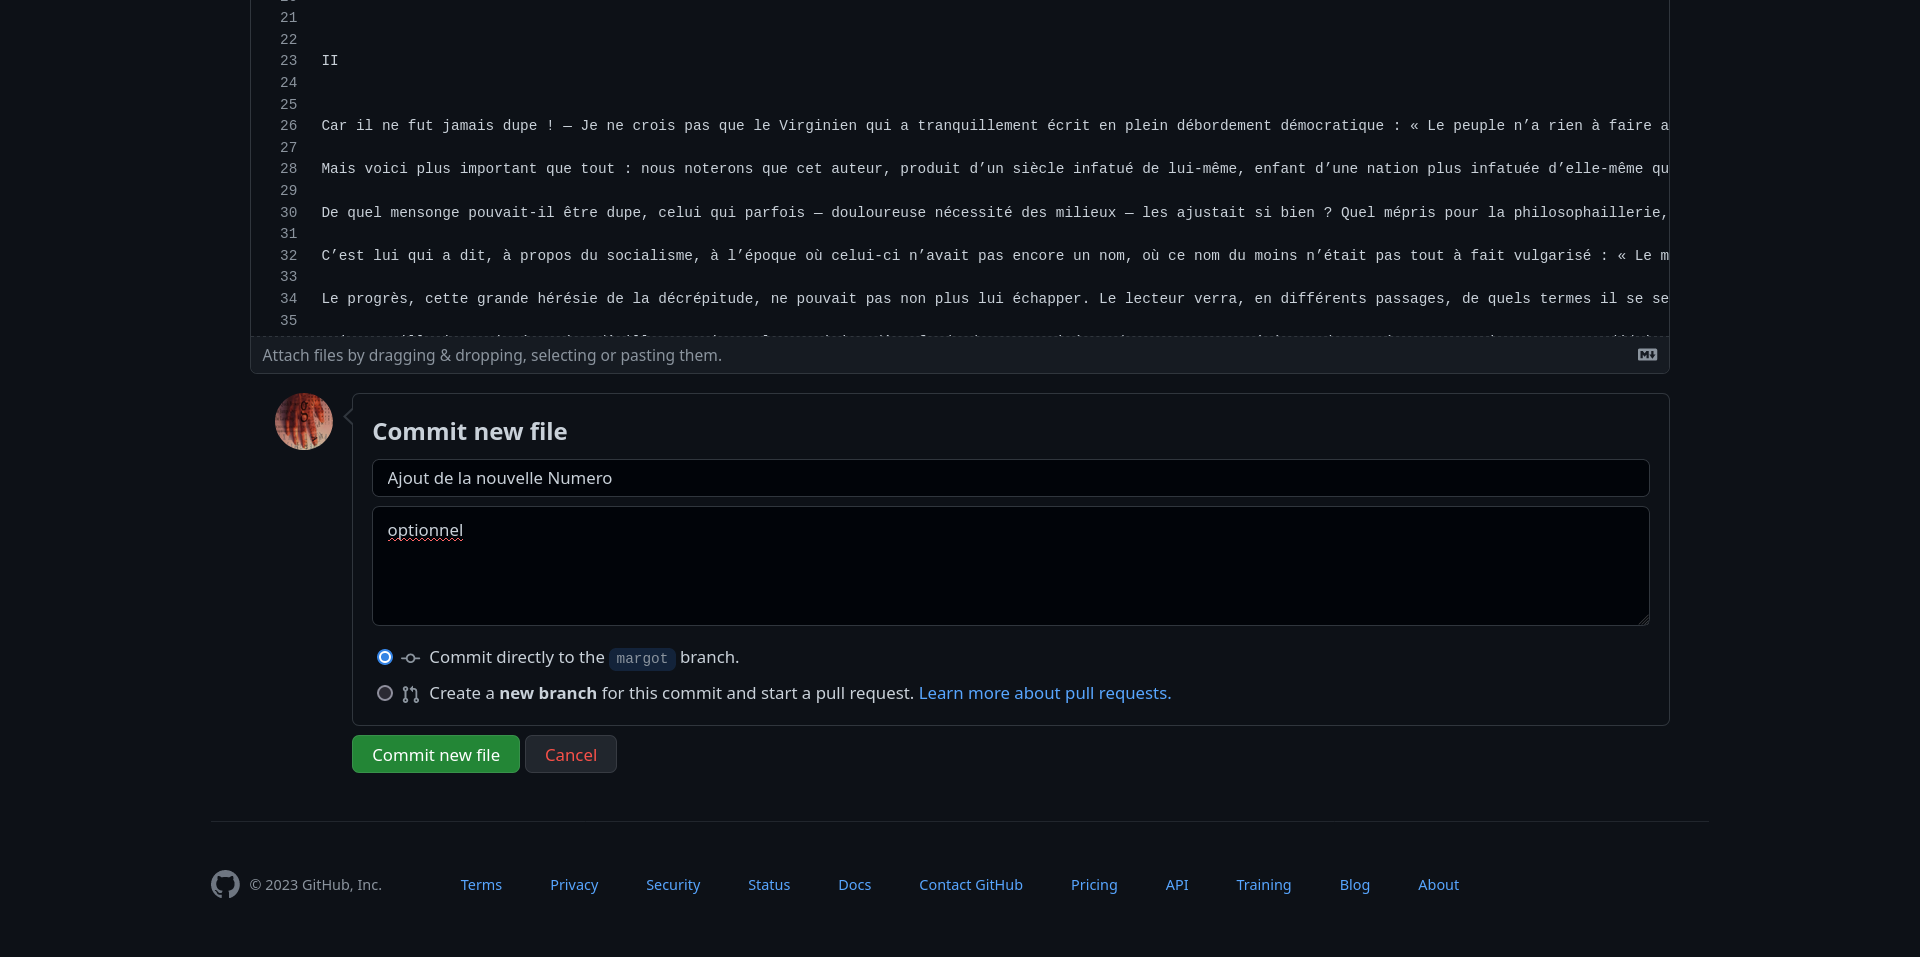 21
22
23 II
24
25
26 Car il ne fut jamais dupe ! — Je ne crois pas que le Virginien qui a tranquillement écrit en plein débordement démocratique : « Le peuple n’a rien à faire a
27
28 Mais voici plus important que tout : nous noterons que cet auteur, produit d’un siècle infatué de lui-même, enfant d’une nation plus infatuée d’elle-même qu
29
30 De quel mensonge pouvait-il être dupe, celui qui parfois — douloureuse nécessité des milieux — les ajustait si bien ? Quel mépris pour la philosophaillerie,
31
32 C’est lui qui a dit, à propos du socialisme, à l’époque où celui-ci n’avait pas encore un nom, où ce nom du moins n’était pas tout à fait vulgarisé : « Le m
33
34 Le progrès, cette grande hérésie de la décrépitude, ne pouvait pas non plus lui échapper. Le lecteur verra, en différents passages, de quels termes il se se
35
Attach files by dragging & dropping, selecting or pasting them.
Commit new file
Ajout de la nouvelle Numero
optionnel
Commit directly to the margot branch.
Create a new branch for this commit and start a pull request. Learn more about pull requests.
Commit new file Cancel
© 2023 GitHub, Inc. Terms Privacy Security Status Docs Contact GitHub Pricing API Training Blog About